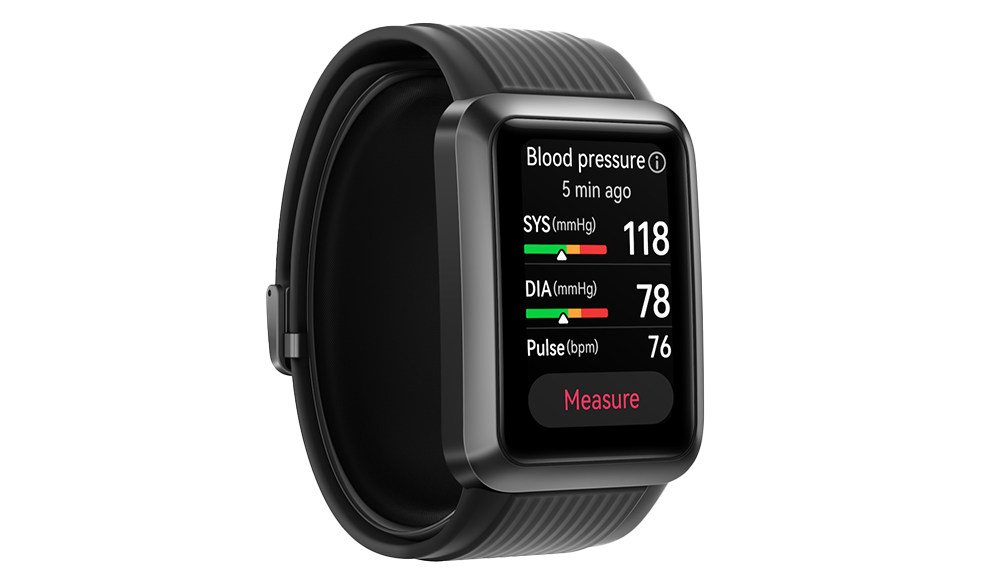 Blood pressure
5 min ago
SYS(mmHg) 118
DIA(mmHg) 78
Pulse(bpm) 76
Measure